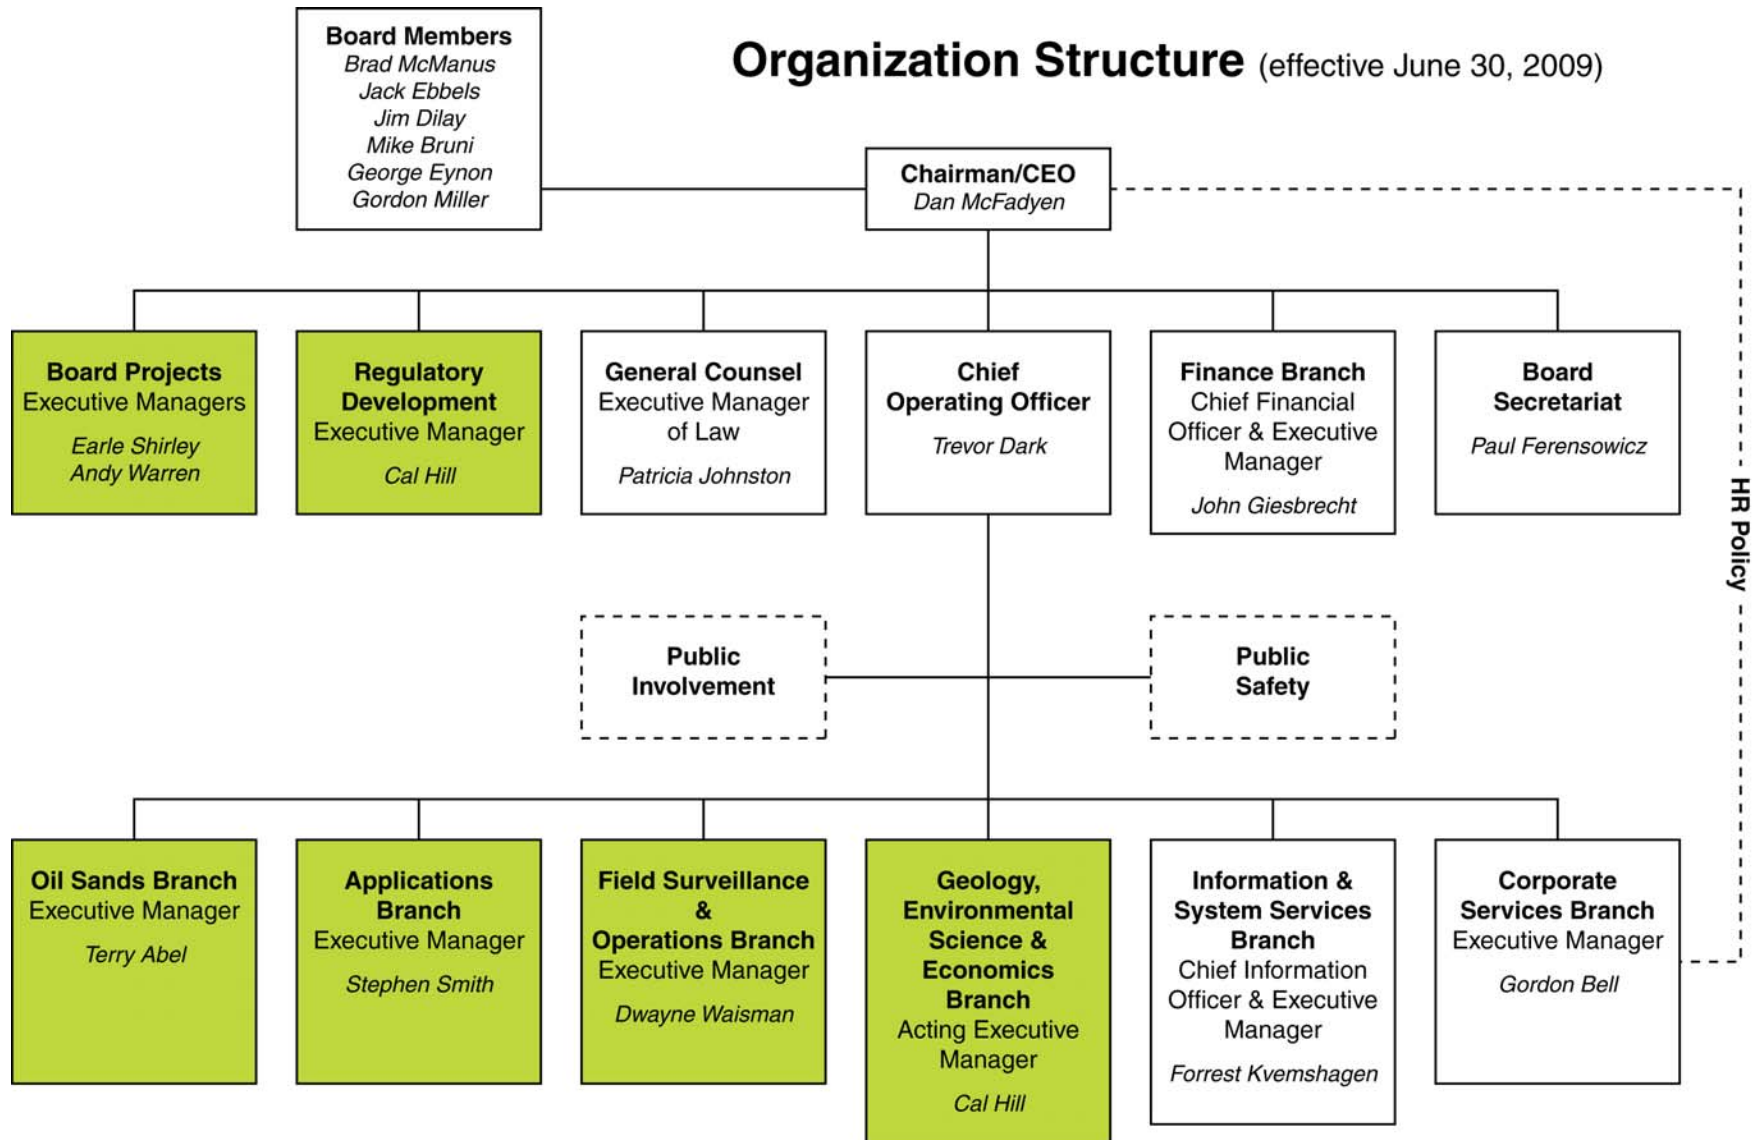 Board Members
Brad McManus
Jack Ebbels
Jim Dilay
Mike Bruni
George Eynon
Gordon Miller
Organization Structure (effective June 30, 2009)
Chairman/CEO
Dan McFadyen
Board Projects
Executive Managers
Earle Shirley
Andy Warren
Regulatory
Development
Executive Manager
Cal Hill
General Counsel
Executive Manager
of Law
Patricia Johnston
Chief
Operating Officer
Trevor Dark
Finance Branch
Chief Financial
Officer & Executive
Manager
John Giesbrecht
Board
Secretariat
Paul Ferensowicz
HR Policy
Public
Involvement
Public
Safety
Oil Sands Branch
Executive Manager
Terry Abel
Applications
Branch
Executive Manager
Stephen Smith
Field Surveillance
&
Operations Branch
Executive Manager
Dwayne Waisman
Geology,
Environmental
Science &
Economics
Branch
Acting Executive
Manager
Cal Hill
Information &
System Services
Branch
Chief Information
Officer & Executive
Manager
Forrest Kvemshagen
Corporate
Services Branch
Executive Manager
Gordon Bell